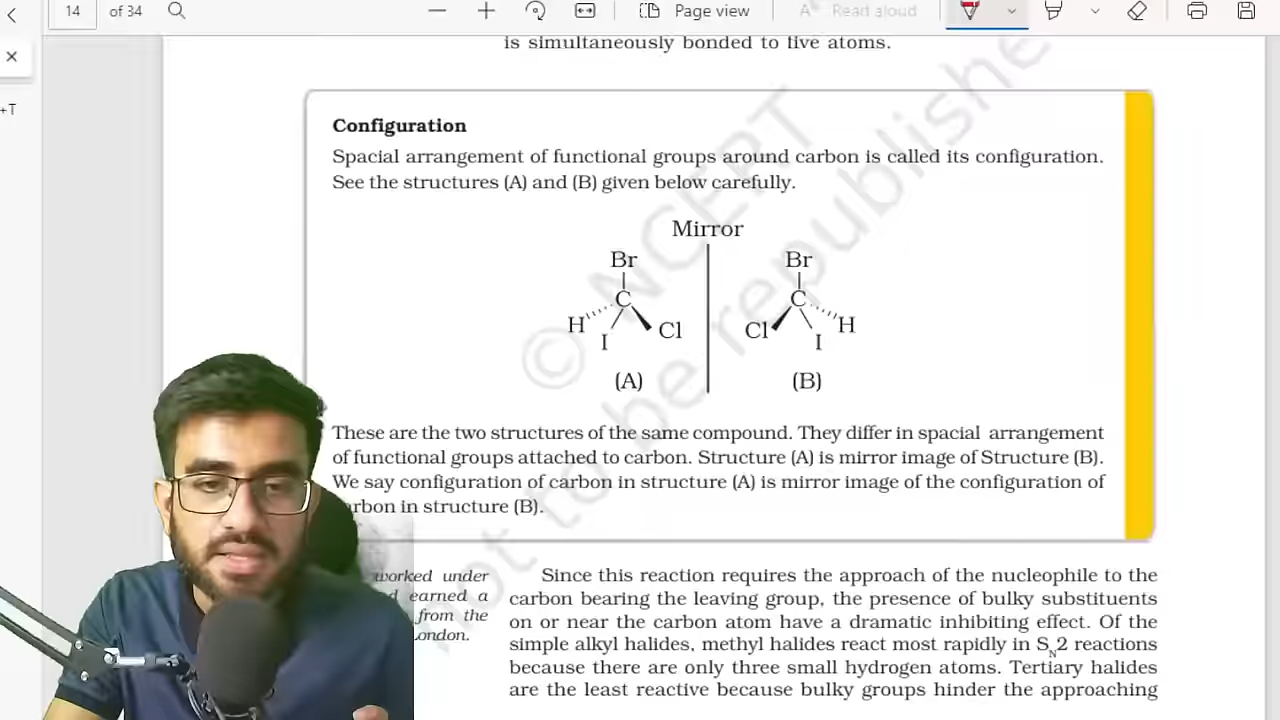 14 of 34
Page view
Read aloud
+T
is simultaneously bonded to five atoms.
Configuration
Spacial arrangement of functional groups around carbon is called its configuration.
See the structures (A) and (B) given below carefully.
Mirror
Br Br
C C
H Cl Cl H
I I
(A) (B)
These are the two structures of the same compound. They differ in spacial arrangement
of functional groups attached to carbon. Structure (A) is mirror image of Structure (B).
We say configuration of carbon in structure (A) is mirror image of the configuration of
arbon in structure (B).
© NCERT
not to be republishe
worked under
earned a
from the
London.
Since this reaction requires the approach of the nucleophile to the
carbon bearing the leaving group, the presence of bulky substituents
on or near the carbon atom have a dramatic inhibiting effect. Of the
simple alkyl halides, methyl halides react most rapidly in SN2 reactions
because there are only three small hydrogen atoms. Tertiary halides
are the least reactive because bulky groups hinder the approaching